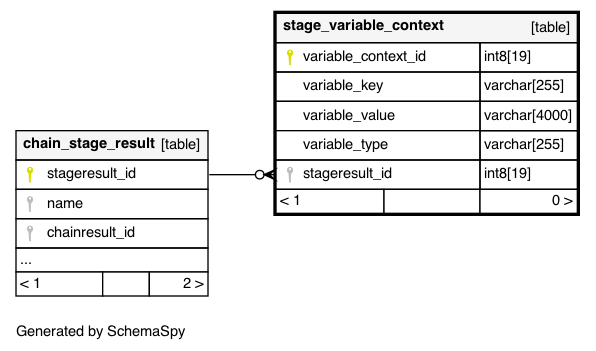 stage_variable_context [table]
variable_context_id int8[19]
variable_key varchar[255]
variable_value varchar[4000]
variable_type varchar[255]
stageresult_id int8[19]
< 1 0 >
chain_stage_result [table]
stageresult_id
name
chainresult_id
...
< 1 2 >
Generated by SchemaSpy